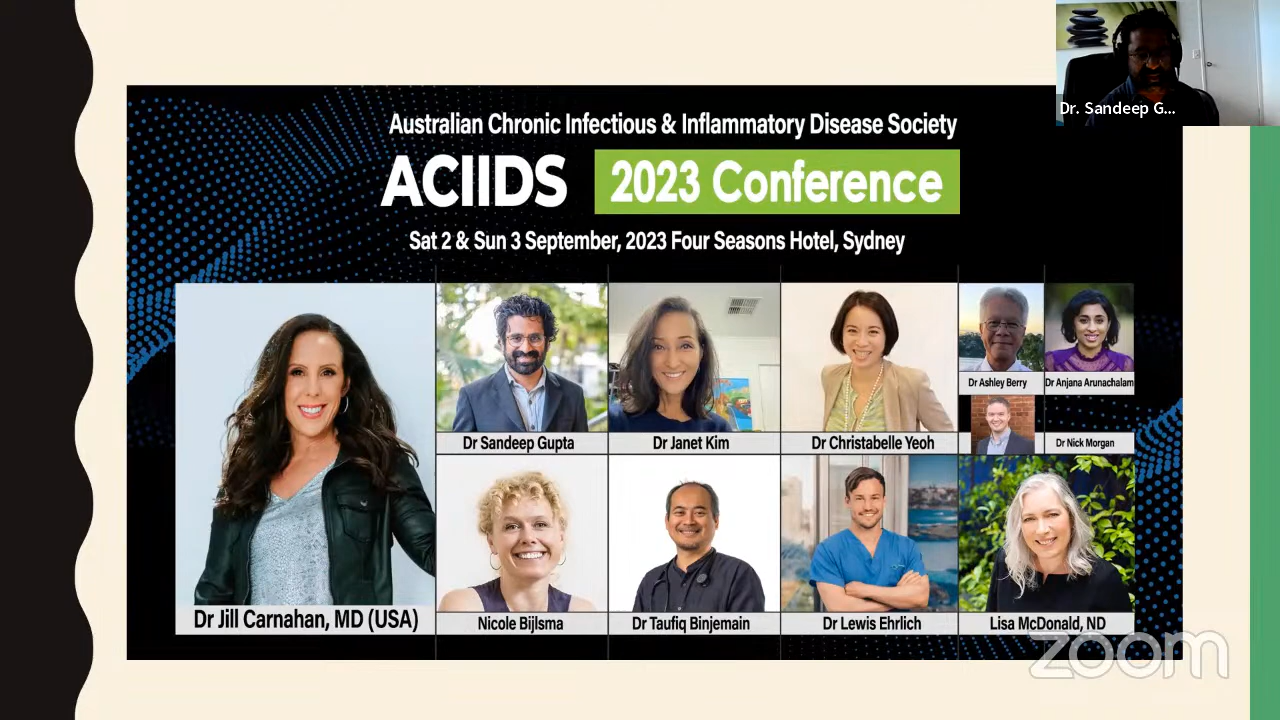 Dr. Sandeep G...
Australian Chronic Infectious & Inflammatory Disease Society
ACIIDS 2023 Conference
Sat 2 & Sun 3 September, 2023 Four Seasons Hotel, Sydney
Dr Ashley Berry
Dr Anjana Arunachalam
Dr Sandeep Gupta
Dr Janet Kim
Dr Christabelle Yeoh
Dr Nick Morgan
Dr Jill Carnahan, MD (USA)
Nicole Bijlsma
Dr Taufiq Binjemain
Dr Lewis Ehrlich
Lisa McDonald, ND
zoom